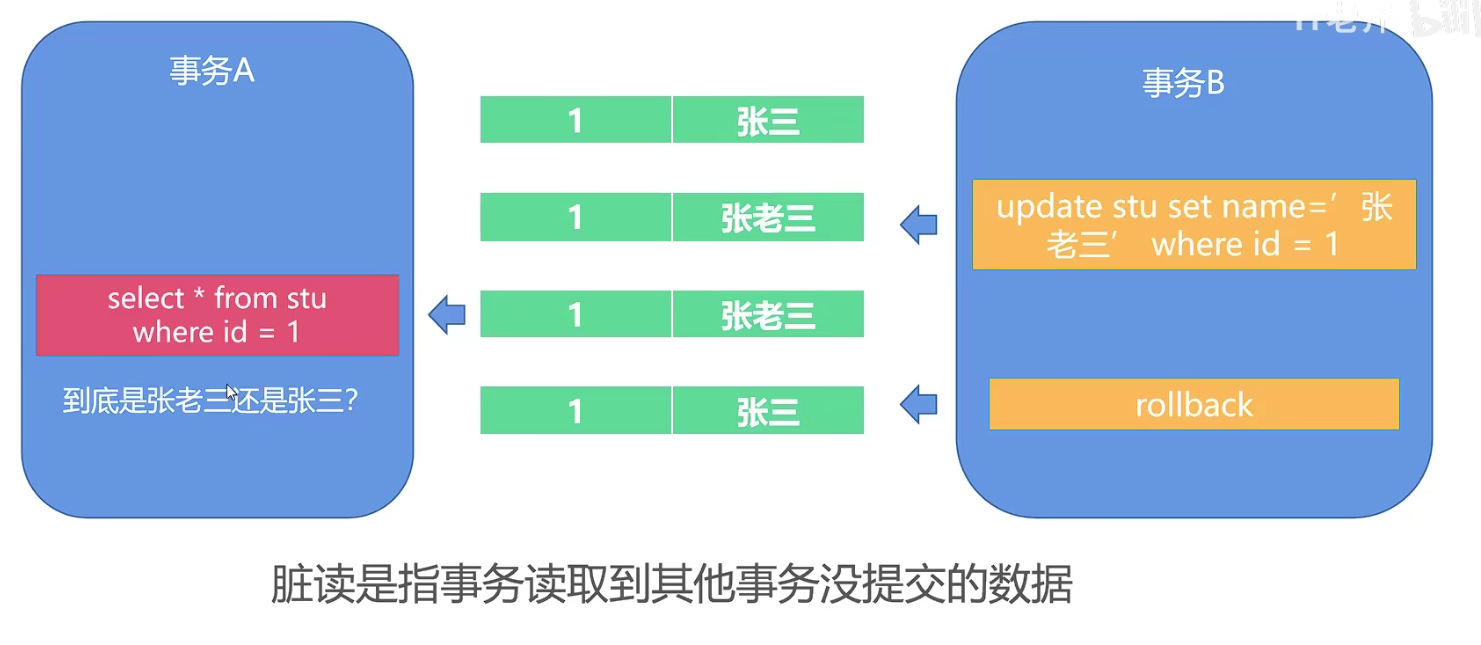 事务A
事务B
1 张三
1 张老三
update stu set name=′张
老三′ where id = 1
select * from stu
where id = 1
1 张老三
到底是张老三还是张三?
1 张三
rollback
脏读是指事务读取到其他事务没提交的数据